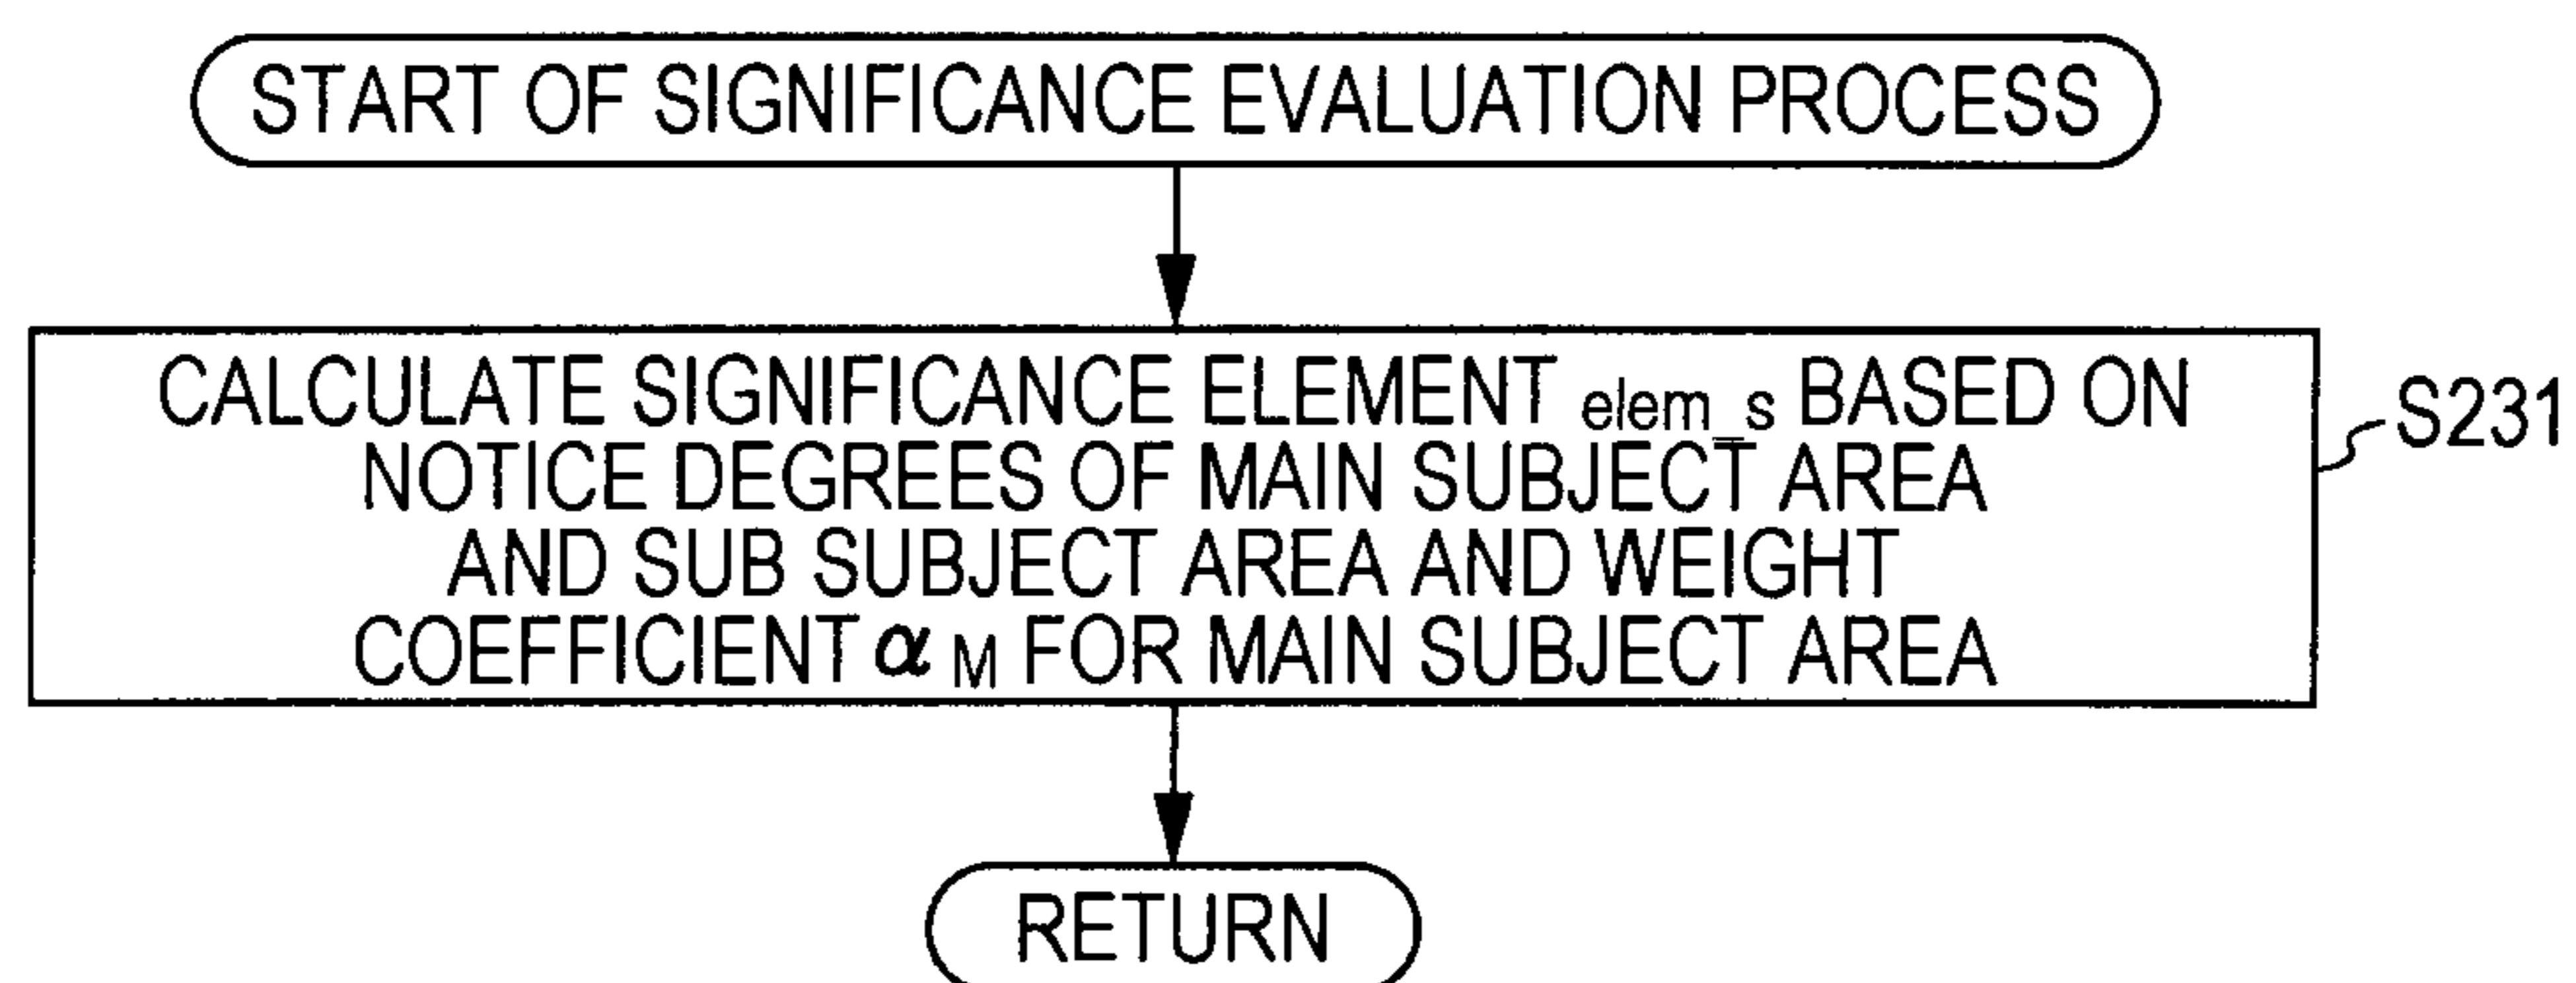 START OF SIGNIFICANCE EVALUATION PROCESS
CALCULATE SIGNIFICANCE ELEMENT elem_s BASED ON
NOTICE DEGREES OF MAIN SUBJECT AREA
AND SUB SUBJECT AREA AND WEIGHT
COEFFICIENT α M FOR MAIN SUBJECT AREA
S231
RETURN